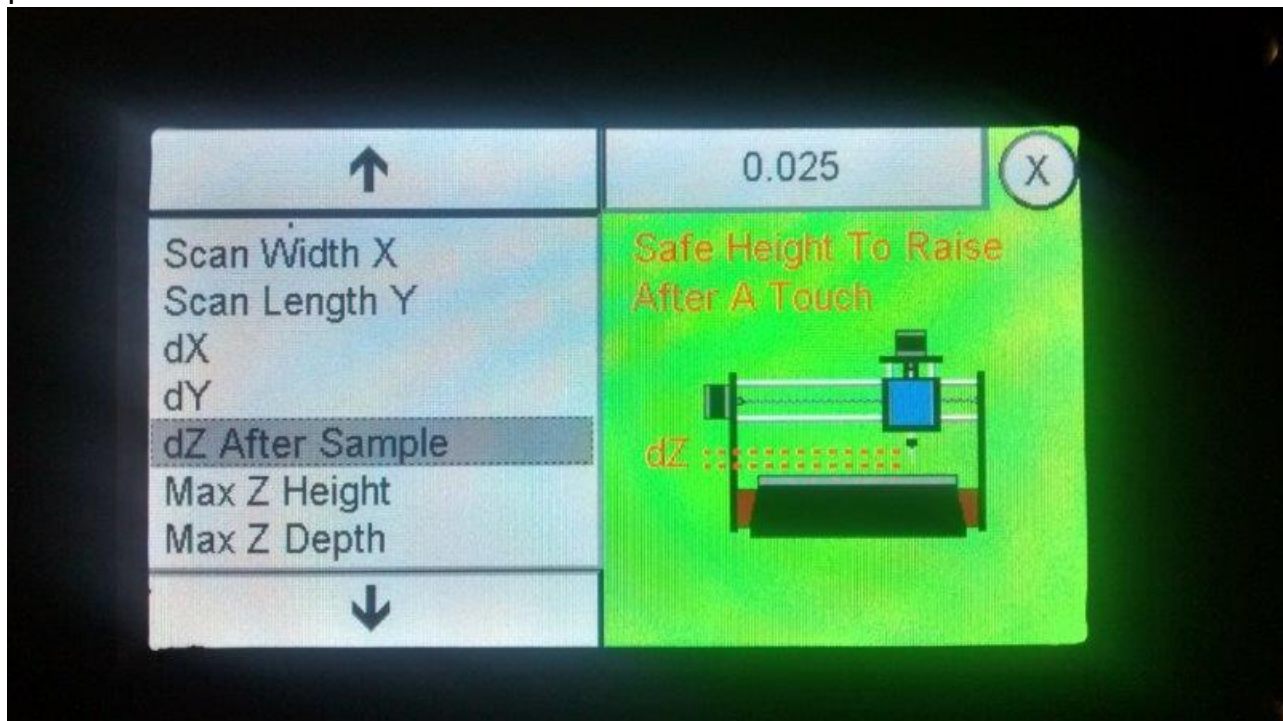 0.025
X
Scan Width X
Scan Length Y
dX
dY
dZ After Sample
Max Z Height
Max Z Depth
Safe Height To Raise
After A Touch
dZ